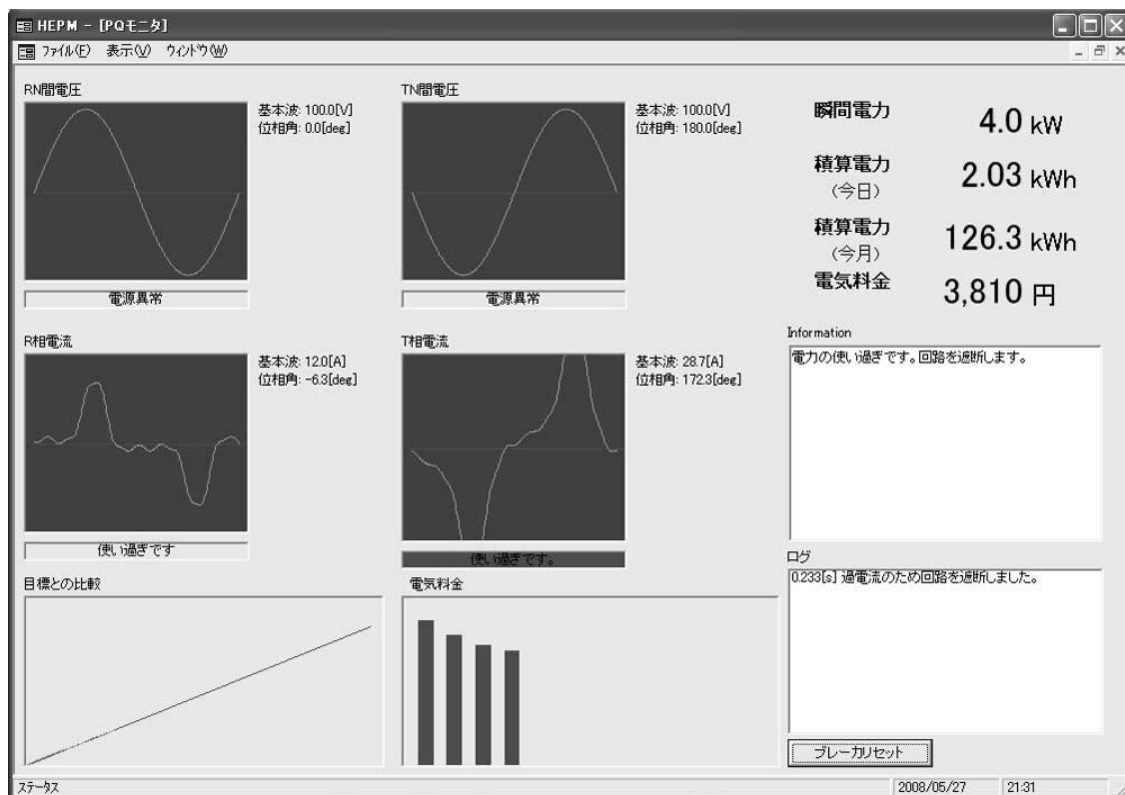 HEPM - [PQモニタ]
ファイル(F) 表示(V) ウィンドウ(W)
RN間電圧
基本波: 100.0[V]
位相角: 0.0[deg]
電源異常
TN間電圧
基本波: 100.0[V]
位相角: 180.0[deg]
電源異常
瞬間電力 4.0 kW
積算電力 2.03 kWh
(今日)
積算電力 126.3 kWh
(今月)
電気料金 3,810 円
R相電流
基本波: 12.0[A]
位相角: -6.3[deg]
使い過ぎです
T相電流
基本波: 28.7[A]
位相角: 172.3[deg]
使い過ぎです。
Information
電力の使い過ぎです。回路を遮断します。
目標との比較
電気料金
ログ
0.233[s] 過電流のため回路を遮断しました。
ブレーカリセット
ステータス 2008/05/27 21:31